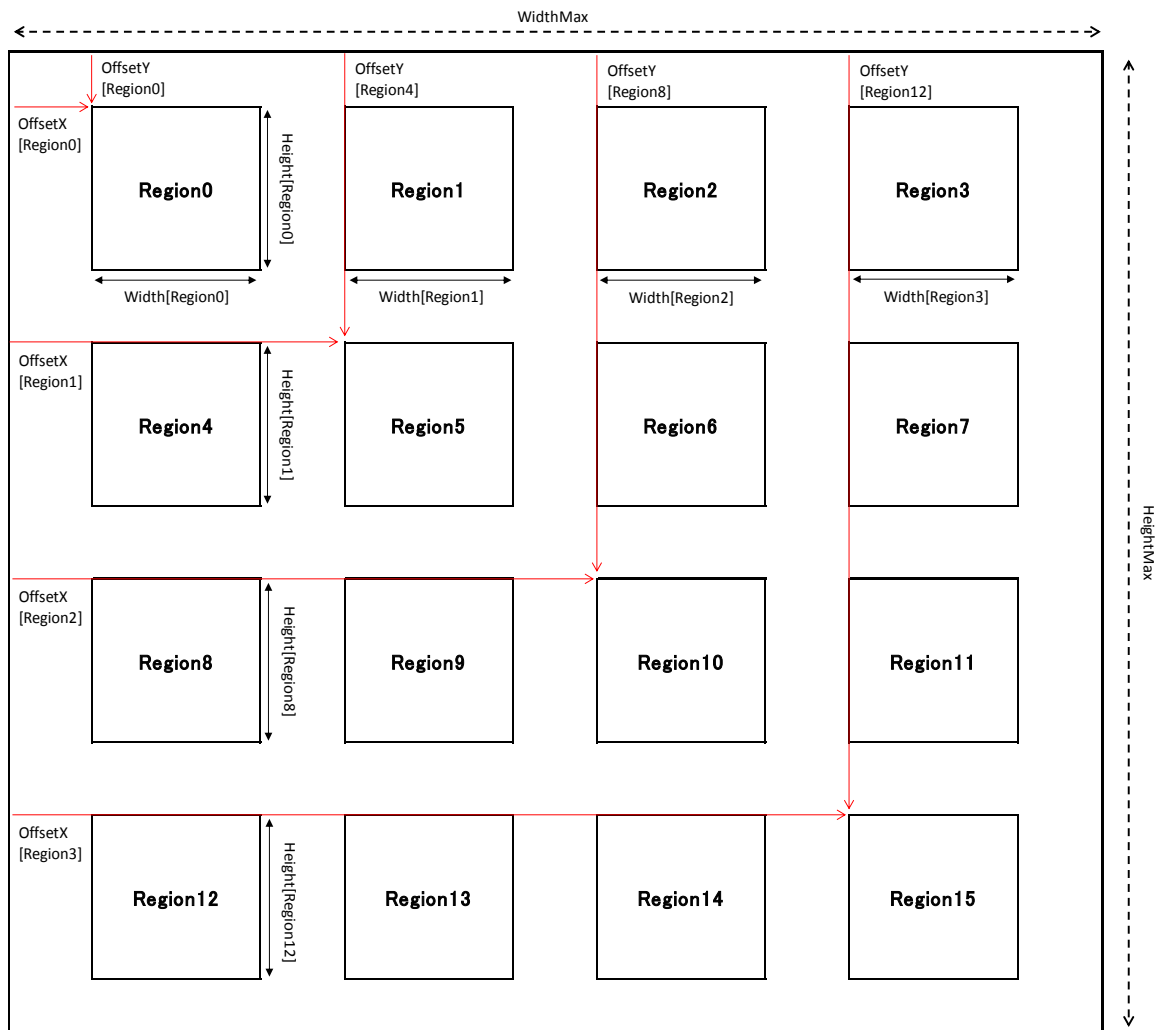 WidthMax
OffsetY
[Region0]
OffsetY
[Region4]
OffsetY
[Region8]
OffsetY
[Region12]
OffsetX
[Region0]
Region0
Height[Region0]
Region1
Region2
Region3
Width[Region0]
Width[Region1]
Width[Region2]
Width[Region3]
OffsetX
[Region1]
Region4
Height[Region1]
Region5
Region6
Region7
HeightMax
OffsetX
[Region2]
Region8
Height[Region8]
Region9
Region10
Region11
OffsetX
[Region3]
Region12
Height[Region12]
Region13
Region14
Region15